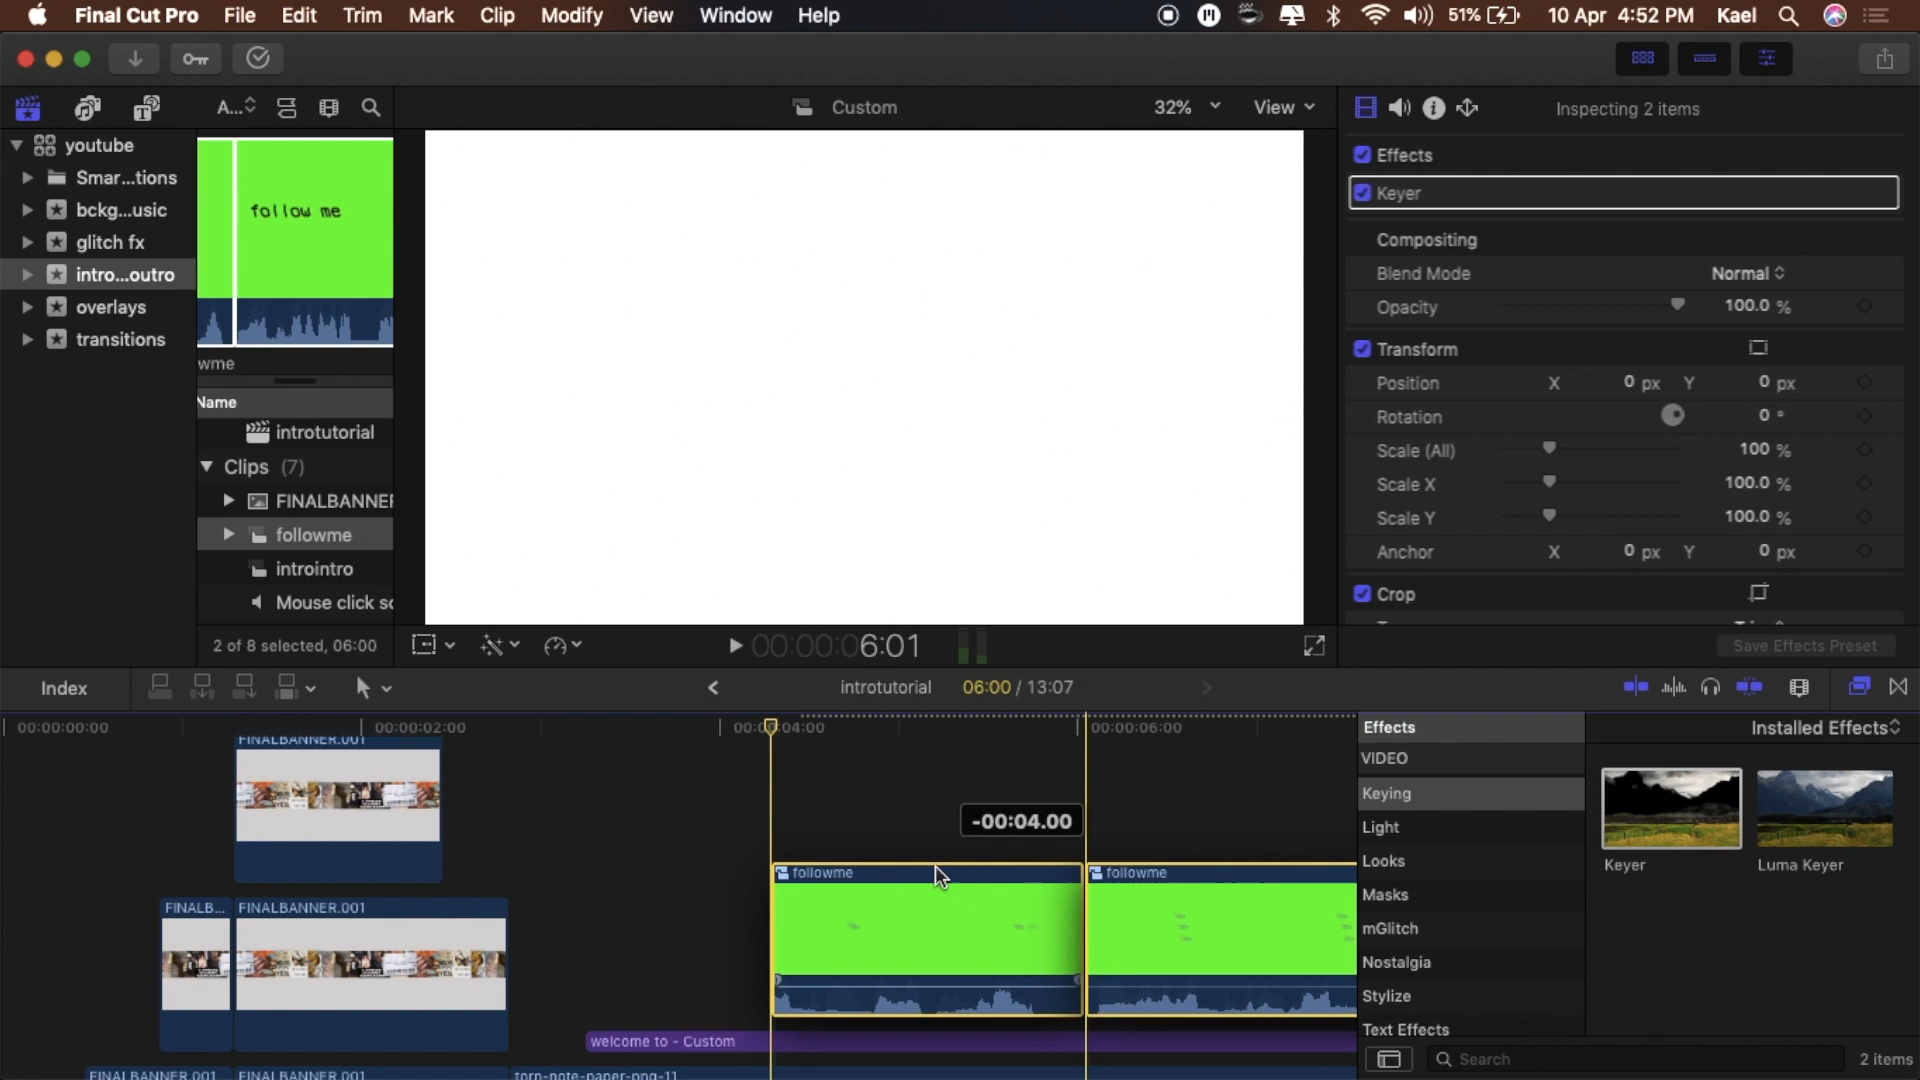 Final Cut Pro File Edit Trim Mark Clip Modify View Window Help 51% 10 Apr 4:52 PM Kael
A... Custom 32% View Inspecting 2 items
youtube
Smar...tions
bckg...usic
glitch fx
intro...outro
overlays
transitions
follow me
wme
Name
introtutorial
Clips (7)
FINALBANNER
followme
introintro
Mouse click so
2 of 8 selected, 06:00
00:00:06:01
Effects
Keyer
Compositing
Blend Mode Normal
Opacity 100.0 %
Transform
Position X 0 px Y 0 px
Rotation 0 °
Scale (All) 100 %
Scale X 100.0 %
Scale Y 100.0 %
Anchor X 0 px Y 0 px
Crop
Save Effects Preset
Index introtutorial 06:00 / 13:07
00:00:00:00 00:00:02:00 00:00:04:00 00:00:06:00
FINALBANNER.001
-00:04.00
followme followme
FINALB... FINALBANNER.001
welcome to - Custom
FINALBANNER.001 FINALBANNER.001 torn-note-paper-png-11
Effects Installed Effects
VIDEO
Keying
Light
Looks
Masks
mGlitch
Nostalgia
Stylize
Text Effects
Keyer Luma Keyer
Search 2 items